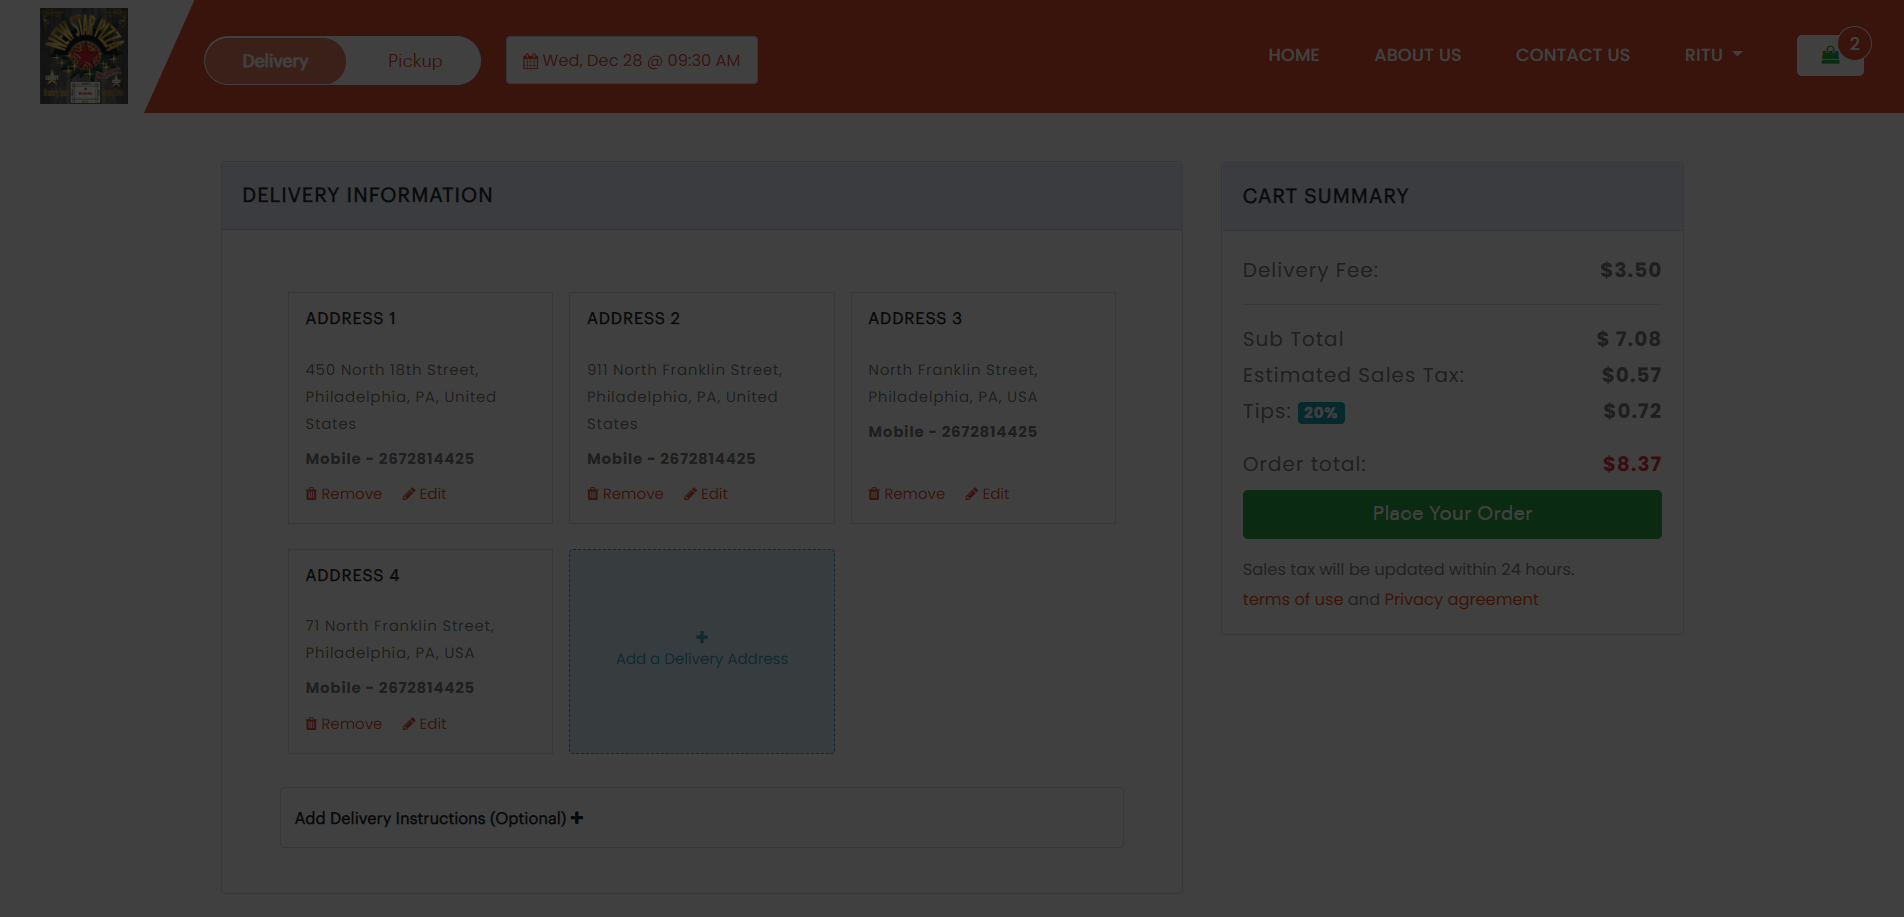 NEW STAR PIZZA
Delivery
Pickup
Wed, Dec 28 @ 09:30 AM
HOME
ABOUT US
CONTACT US
RITU
2
DELIVERY INFORMATION
ADDRESS 1
450 North 18th Street,
Philadelphia, PA, United
States
Mobile - 2672814425
Remove
Edit
ADDRESS 2
911 North Franklin Street,
Philadelphia, PA, United
States
Mobile - 2672814425
Remove
Edit
ADDRESS 3
North Franklin Street,
Philadelphia, PA, USA
Mobile - 2672814425
Remove
Edit
ADDRESS 4
71 North Franklin Street,
Philadelphia, PA, USA
Mobile - 2672814425
Remove
Edit
+
Add a Delivery Address
Add Delivery Instructions (Optional) +
CART SUMMARY
Delivery Fee: $3.50
Sub Total $ 7.08
Estimated Sales Tax: $0.57
Tips: 20% $0.72
Order total: $8.37
Place Your Order
Sales tax will be updated within 24 hours.
terms of use and Privacy agreement